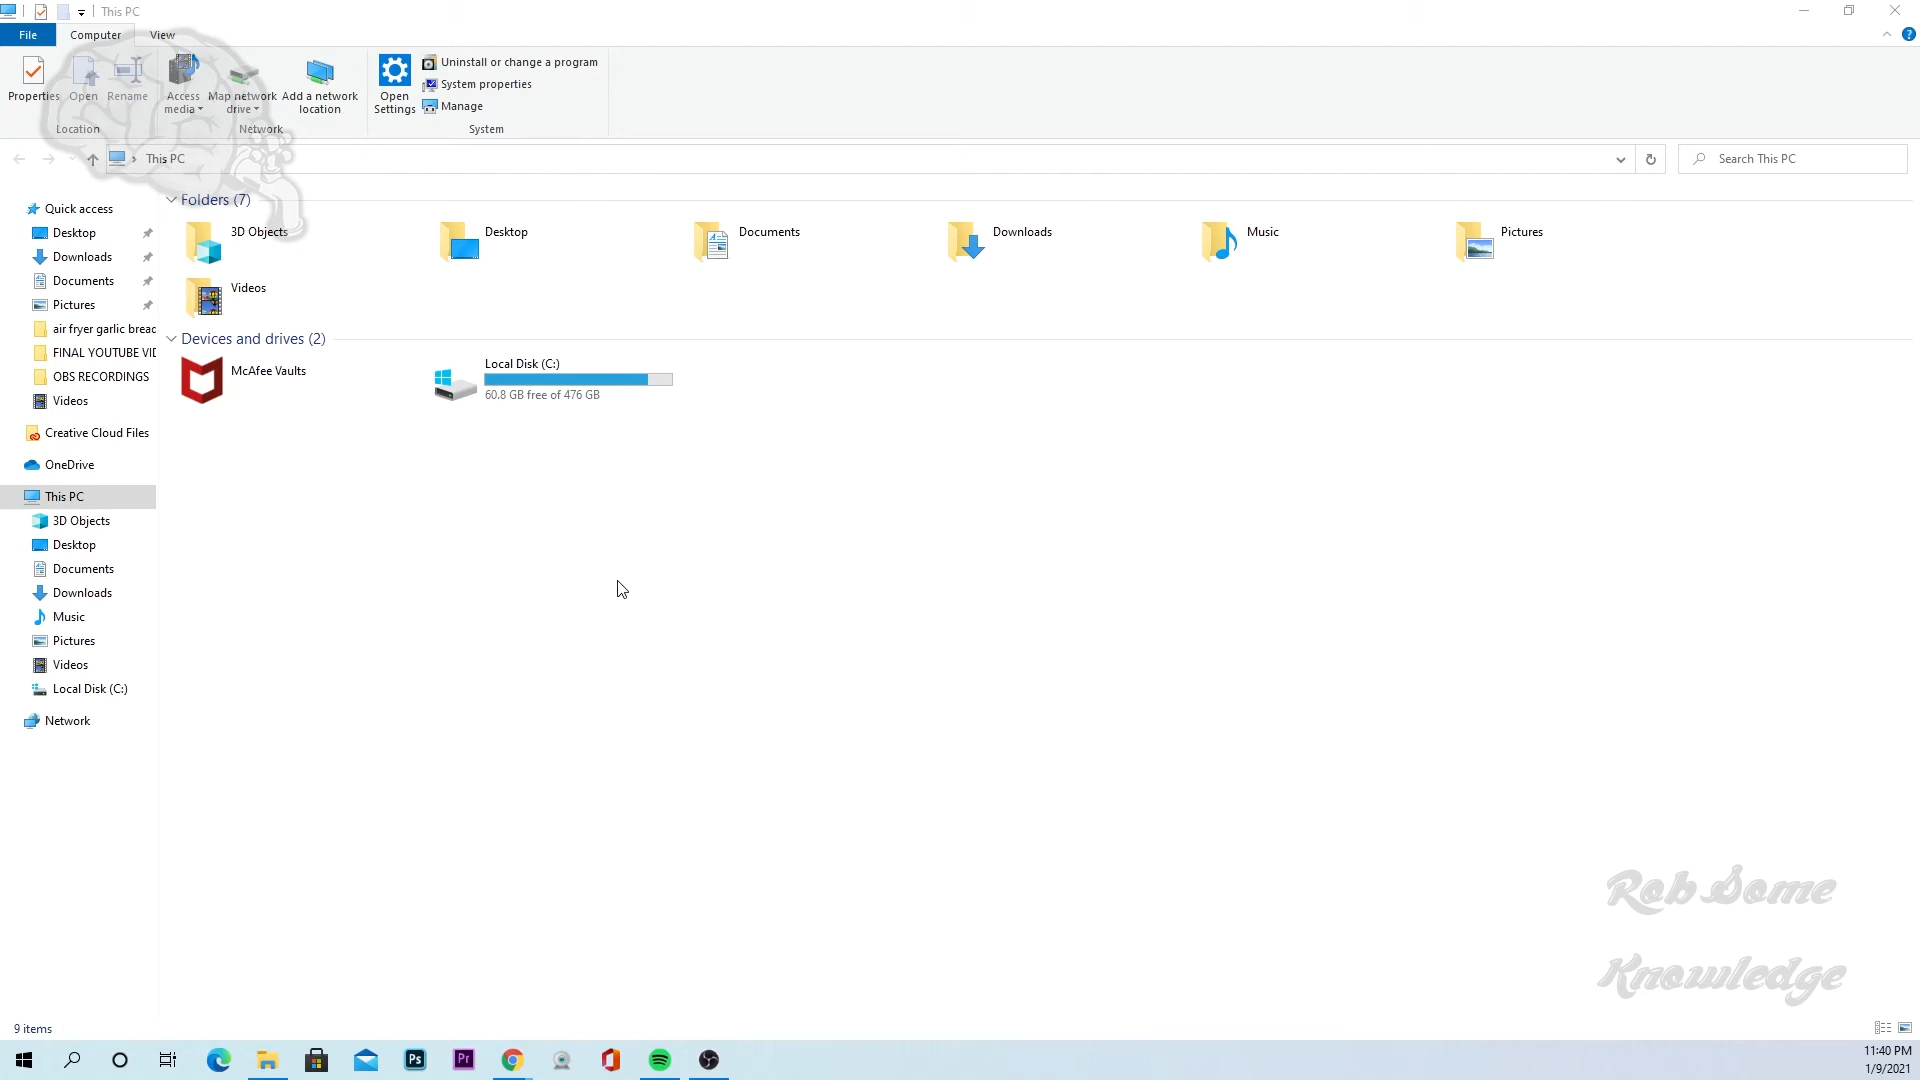 This PC
File
Computer
View
Properties
Open
Rename
Access
media
Map network
drive
Add a network
location
Open
Settings
Uninstall or change a program
System properties
Manage
Location
Network
System
This PC
Search This PC
Quick access
Desktop
Downloads
Documents
Pictures
air fryer garlic bread
FINAL YOUTUBE VID
OBS RECORDINGS
Videos
Creative Cloud Files
OneDrive
This PC
3D Objects
Desktop
Documents
Downloads
Music
Pictures
Videos
Local Disk (C:)
Network
Folders (7)
3D Objects
Desktop
Documents
Downloads
Music
Pictures
Videos
Devices and drives (2)
McAfee Vaults
Local Disk (C:)
60.8 GB free of 476 GB
Rob Some
Knowledge
9 items
Ps
Pr
11:40 PM
1/9/2021